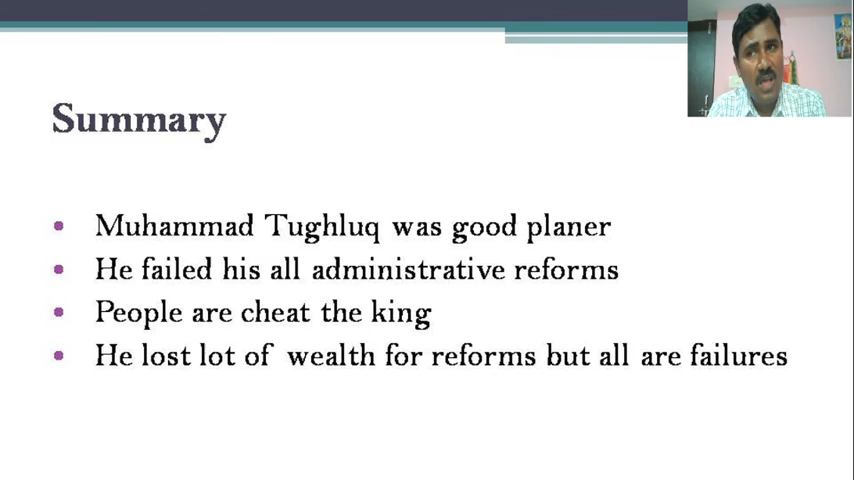 Summary
Muhammad Tughluq was good planer
He failed his all administrative reforms
People are cheat the king
He lost lot of wealth for reforms but all are failures